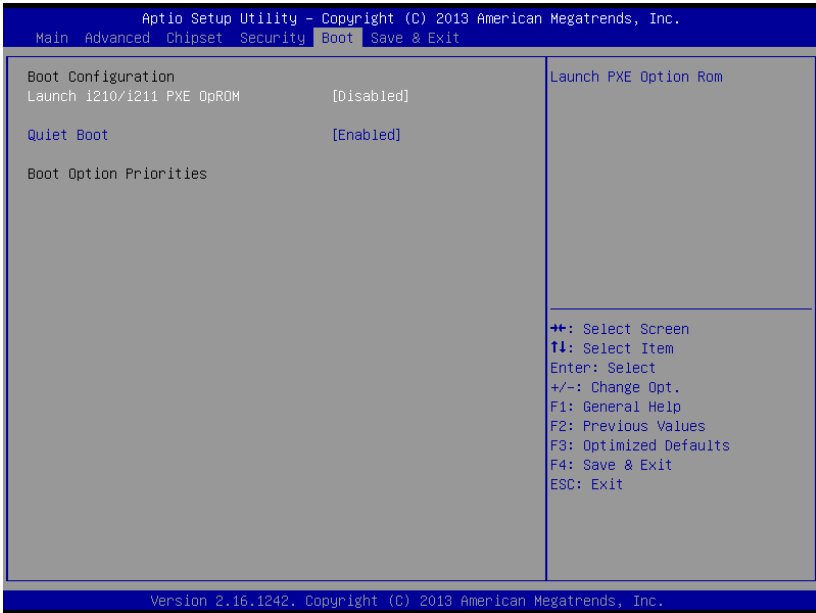 Aptio Setup Utility – Copyright (C) 2013 American Megatrends, Inc.
Main Advanced Chipset Security Boot Save & Exit
Boot Configuration
Launch i210/i211 PXE OpROM [Disabled]
Quiet Boot [Enabled]
Boot Option Priorities
Launch PXE Option Rom
→←: Select Screen
↑↓: Select Item
Enter: Select
+/-: Change Opt.
F1: General Help
F2: Previous Values
F3: Optimized Defaults
F4: Save & Exit
ESC: Exit
Version 2.16.1242. Copyright (C) 2013 American Megatrends, Inc.